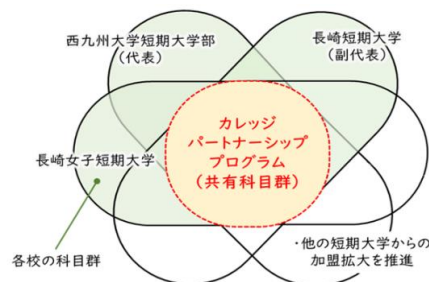 西九州大学短期大学部
（代表）
長崎短期大学
（副代表）
カレッジ
パートナーシップ
プログラム
（共有科目群）
長崎女子短期大学
各校の科目群
・他の短期大学からの
加盟拡大を推進